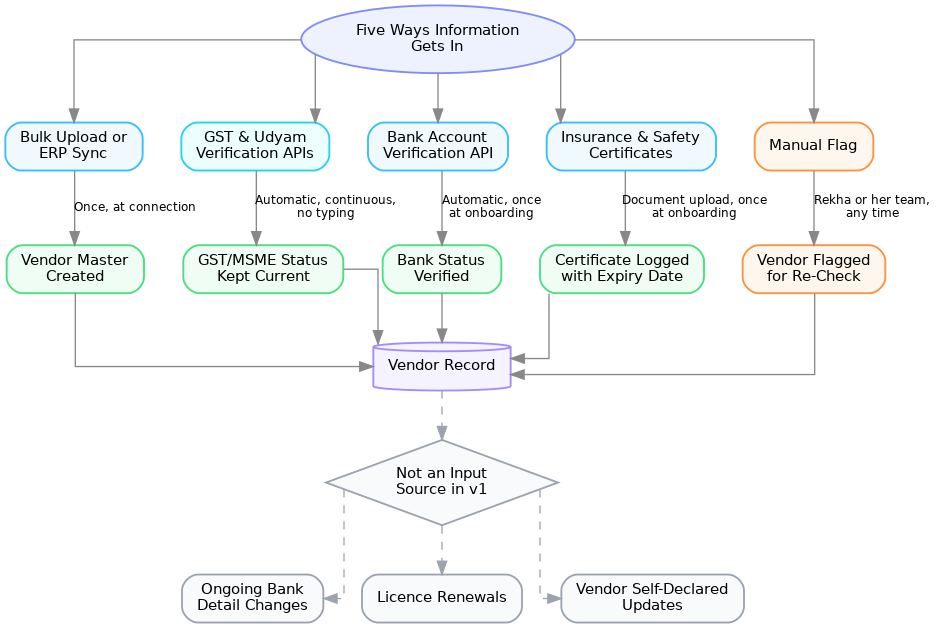 Five Ways Information
Gets In
Bulk Upload or
ERP Sync
GST & Udyam
Verification APIs
Bank Account
Verification API
Insurance & Safety
Certificates
Manual Flag
Once, at connection
Automatic, continuous,
no typing
Automatic, once
at onboarding
Document upload, once
at onboarding
Rekha or her team,
any time
Vendor Master
Created
GST/MSME Status
Kept Current
Bank Status
Verified
Certificate Logged
with Expiry Date
Vendor Flagged
for Re-Check
Vendor Record
Not an Input
Source in v1
Ongoing Bank
Detail Changes
Licence Renewals
Vendor Self-Declared
Updates